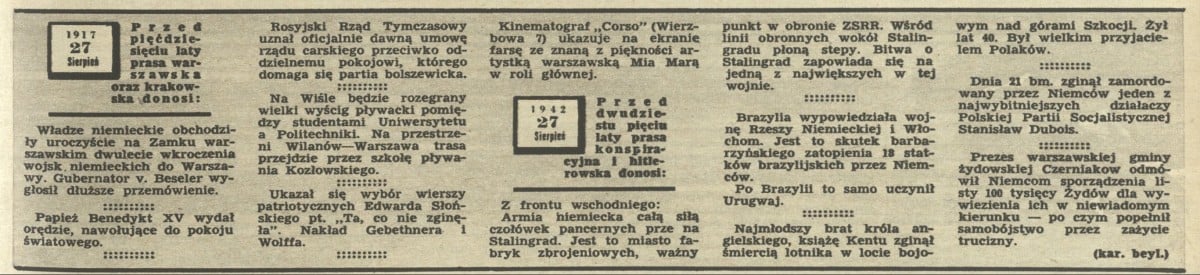 1917
27
Sierpień
Przed
pięćdzie-
sięciu laty
prasa war-
szawska
oraz krakow-
ska donosi:
Władze niemieckie obchodzi-
ły uroczyście na Zamku war-
szawskim dwulecie wkroczenia
wojsk niemieckich do Warsza-
wy. Gubernator v. Beseler wy-
głosił dłuższe przemówienie.
Papież Benedykt XV wydał
orędzie, nawołujące do pokoju
światowego.
Rosyjski Rząd Tymczasowy
uznał oficjalnie dawną umowę
rządu carskiego przeciwko od-
dzielnemu pokojowi, którego
domaga się partia bolszewicka.
Na Wiśle będzie rozegrany
wielki wyścig pływacki pomię-
dzy studentami Uniwersytetu
a Politechniki. Na przestrze-
ni Wilanów—Warszawa trasa
przejdzie przez szkołę pływa-
nia Kozłowskiego.
Ukazał się wybór wierszy
patriotycznych Edwarda Słoń-
skiego pt. „Ta, co nie zginę-
ła". Nakład Gebethnera i
Wolffa.
Kinematograf „Corso" (Wierz-
bowa 7) ukazuje na ekranie
farsę ze znaną z piękności ar-
tystką warszawską Mia Marą
w roli głównej.
1942
27
Sierpień
Przed
dwudzie-
stu pięciu
laty prasa
konspira-
cyjna i hitle-
rowska donosi:
Z frontu wschodniego:
Armia niemiecka całą siłą
czołówek pancernych prze na
Stalingrad. Jest to miasto fa-
bryk zbrojeniowych, ważny
punkt w obronie ZSRR. Wśród
linii obronnych wokół Stalin-
gradu płoną stepy. Bitwa o
Stalingrad zapowiada się na
jedną z największych w tej
wojnie.
Brazylia wypowiedziała woj-
nę Rzeszy Niemieckiej i Wło-
chom. Jest to skutek barba-
rzyńskiego zatopienia 18 stat-
ków brazylijskich przez Niem-
ców.
Po Brazylii to samo uczynił
Urugwaj.
Najmłodszy brat króla an-
gielskiego, książę Kentu zginął
śmiercią lotnika w locie bojo-
wym nad górami Szkocji. Żył
lat 40. Był wielkim przyjacie-
lem Polaków.
Dnia 21 bm. zginął zamordo-
wany przez Niemców jeden z
najwybitniejszych działaczy
Polskiej Partii Socjalistycznej
Stanisław Dubois.
Prezes warszawskiej gminy
żydowskiej Czerniakow odmó-
wił Niemcom sporządzenia li-
sty 100 tysięcy Żydów dla wy-
wiezienia ich w niewiadomym
kierunku — po czym popełnił
samobójstwo przez zażycie
trucizny.
(kar. beyl.)